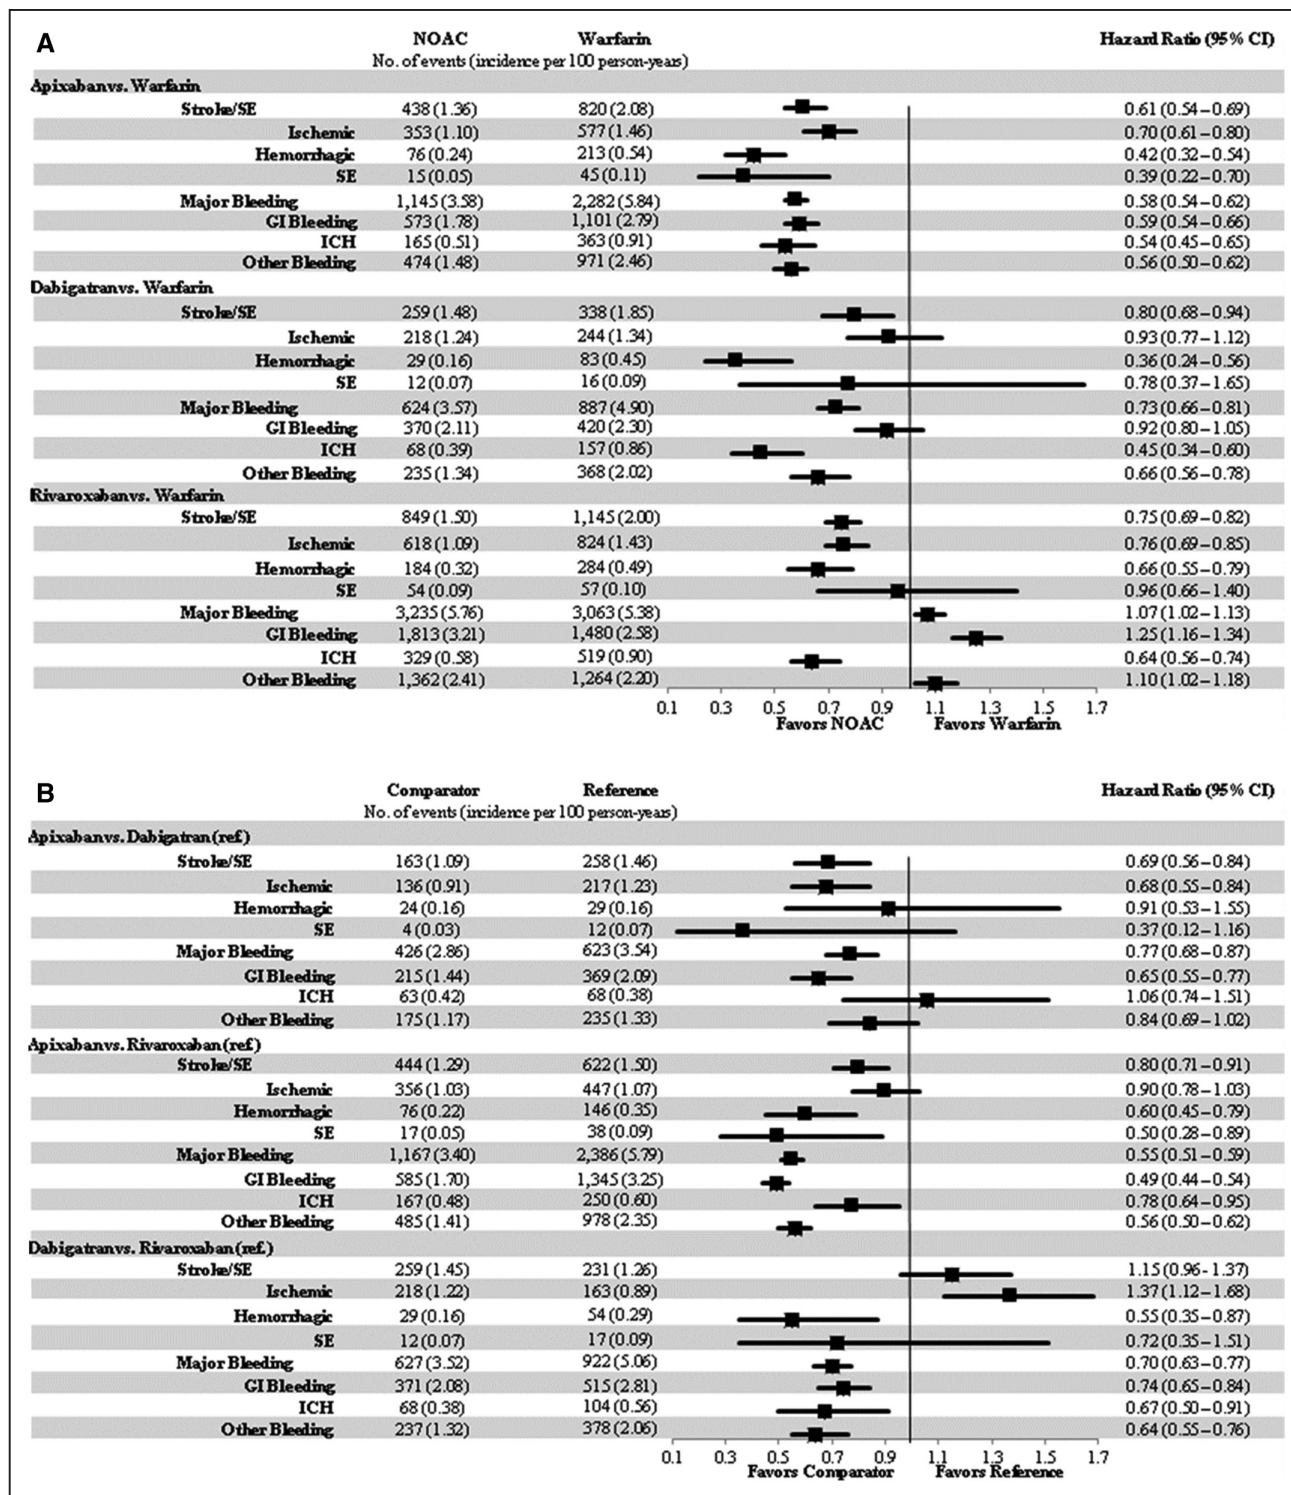 A
NOAC Warfarin Hazard Ratio (95% CI)
No. of events (incidence per 100 person-years)
Apixaban vs. Warfarin
Stroke/SE 438 (1.36) 820 (2.08) 0.61 (0.54–0.69)
Ischemic 353 (1.10) 577 (1.46) 0.70 (0.61–0.80)
Hemorrhagic 76 (0.24) 213 (0.54) 0.42 (0.32–0.54)
SE 15 (0.05) 45 (0.11) 0.39 (0.22–0.70)
Major Bleeding 1,145 (3.58) 2,282 (5.84) 0.58 (0.54–0.62)
GI Bleeding 573 (1.78) 1,101 (2.79) 0.59 (0.54–0.66)
ICH 165 (0.51) 363 (0.91) 0.54 (0.45–0.65)
Other Bleeding 474 (1.48) 971 (2.46) 0.56 (0.50–0.62)
Dabigatran vs. Warfarin
Stroke/SE 259 (1.48) 338 (1.85) 0.80 (0.68–0.94)
Ischemic 218 (1.24) 244 (1.34) 0.93 (0.77–1.12)
Hemorrhagic 29 (0.16) 83 (0.45) 0.36 (0.24–0.56)
SE 12 (0.07) 16 (0.09) 0.78 (0.37–1.65)
Major Bleeding 624 (3.57) 887 (4.90) 0.73 (0.66–0.81)
GI Bleeding 370 (2.11) 420 (2.30) 0.92 (0.80–1.05)
ICH 68 (0.39) 157 (0.86) 0.45 (0.34–0.60)
Other Bleeding 235 (1.34) 368 (2.02) 0.66 (0.56–0.78)
Rivaroxaban vs. Warfarin
Stroke/SE 849 (1.50) 1,145 (2.00) 0.75 (0.69–0.82)
Ischemic 618 (1.09) 824 (1.43) 0.76 (0.69–0.85)
Hemorrhagic 184 (0.32) 284 (0.49) 0.66 (0.55–0.79)
SE 54 (0.09) 57 (0.10) 0.96 (0.66–1.40)
Major Bleeding 3,235 (5.76) 3,063 (5.38) 1.07 (1.02–1.13)
GI Bleeding 1,813 (3.21) 1,480 (2.58) 1.25 (1.16–1.34)
ICH 329 (0.58) 519 (0.90) 0.64 (0.56–0.74)
Other Bleeding 1,362 (2.41) 1,264 (2.20) 1.10 (1.02–1.18)
0.1 0.3 0.5 0.7 0.9 1.1 1.3 1.5 1.7
Favors NOAC Favors Warfarin
B
Comparator Reference Hazard Ratio (95% CI)
No. of events (incidence per 100 person-years)
Apixaban vs. Dabigatran (ref.)
Stroke/SE 163 (1.09) 258 (1.46) 0.69 (0.56–0.84)
Ischemic 136 (0.91) 217 (1.23) 0.68 (0.55–0.84)
Hemorrhagic 24 (0.16) 29 (0.16) 0.91 (0.53–1.55)
SE 4 (0.03) 12 (0.07) 0.37 (0.12–1.16)
Major Bleeding 426 (2.86) 623 (3.54) 0.77 (0.68–0.87)
GI Bleeding 215 (1.44) 369 (2.09) 0.65 (0.55–0.77)
ICH 63 (0.42) 68 (0.38) 1.06 (0.74–1.51)
Other Bleeding 175 (1.17) 235 (1.33) 0.84 (0.69–1.02)
Apixaban vs. Rivaroxaban (ref.)
Stroke/SE 444 (1.29) 622 (1.50) 0.80 (0.71–0.91)
Ischemic 356 (1.03) 447 (1.07) 0.90 (0.78–1.03)
Hemorrhagic 76 (0.22) 146 (0.35) 0.60 (0.45–0.79)
SE 17 (0.05) 38 (0.09) 0.50 (0.28–0.89)
Major Bleeding 1,167 (3.40) 2,386 (5.79) 0.55 (0.51–0.59)
GI Bleeding 585 (1.70) 1,345 (3.25) 0.49 (0.44–0.54)
ICH 167 (0.48) 250 (0.60) 0.78 (0.64–0.95)
Other Bleeding 485 (1.41) 978 (2.35) 0.56 (0.50–0.62)
Dabigatran vs. Rivaroxaban (ref.)
Stroke/SE 259 (1.45) 231 (1.26) 1.15 (0.96-1.37)
Ischemic 218 (1.22) 163 (0.89) 1.37 (1.12–1.68)
Hemorrhagic 29 (0.16) 54 (0.29) 0.55 (0.35–0.87)
SE 12 (0.07) 17 (0.09) 0.72 (0.35–1.51)
Major Bleeding 627 (3.52) 922 (5.06) 0.70 (0.63–0.77)
GI Bleeding 371 (2.08) 515 (2.81) 0.74 (0.65–0.84)
ICH 68 (0.38) 104 (0.56) 0.67 (0.50–0.91)
Other Bleeding 237 (1.32) 378 (2.06) 0.64 (0.55–0.76)
0.1 0.3 0.5 0.7 0.9 1.1 1.3 1.5 1.7
Favors Comparator Favors Reference